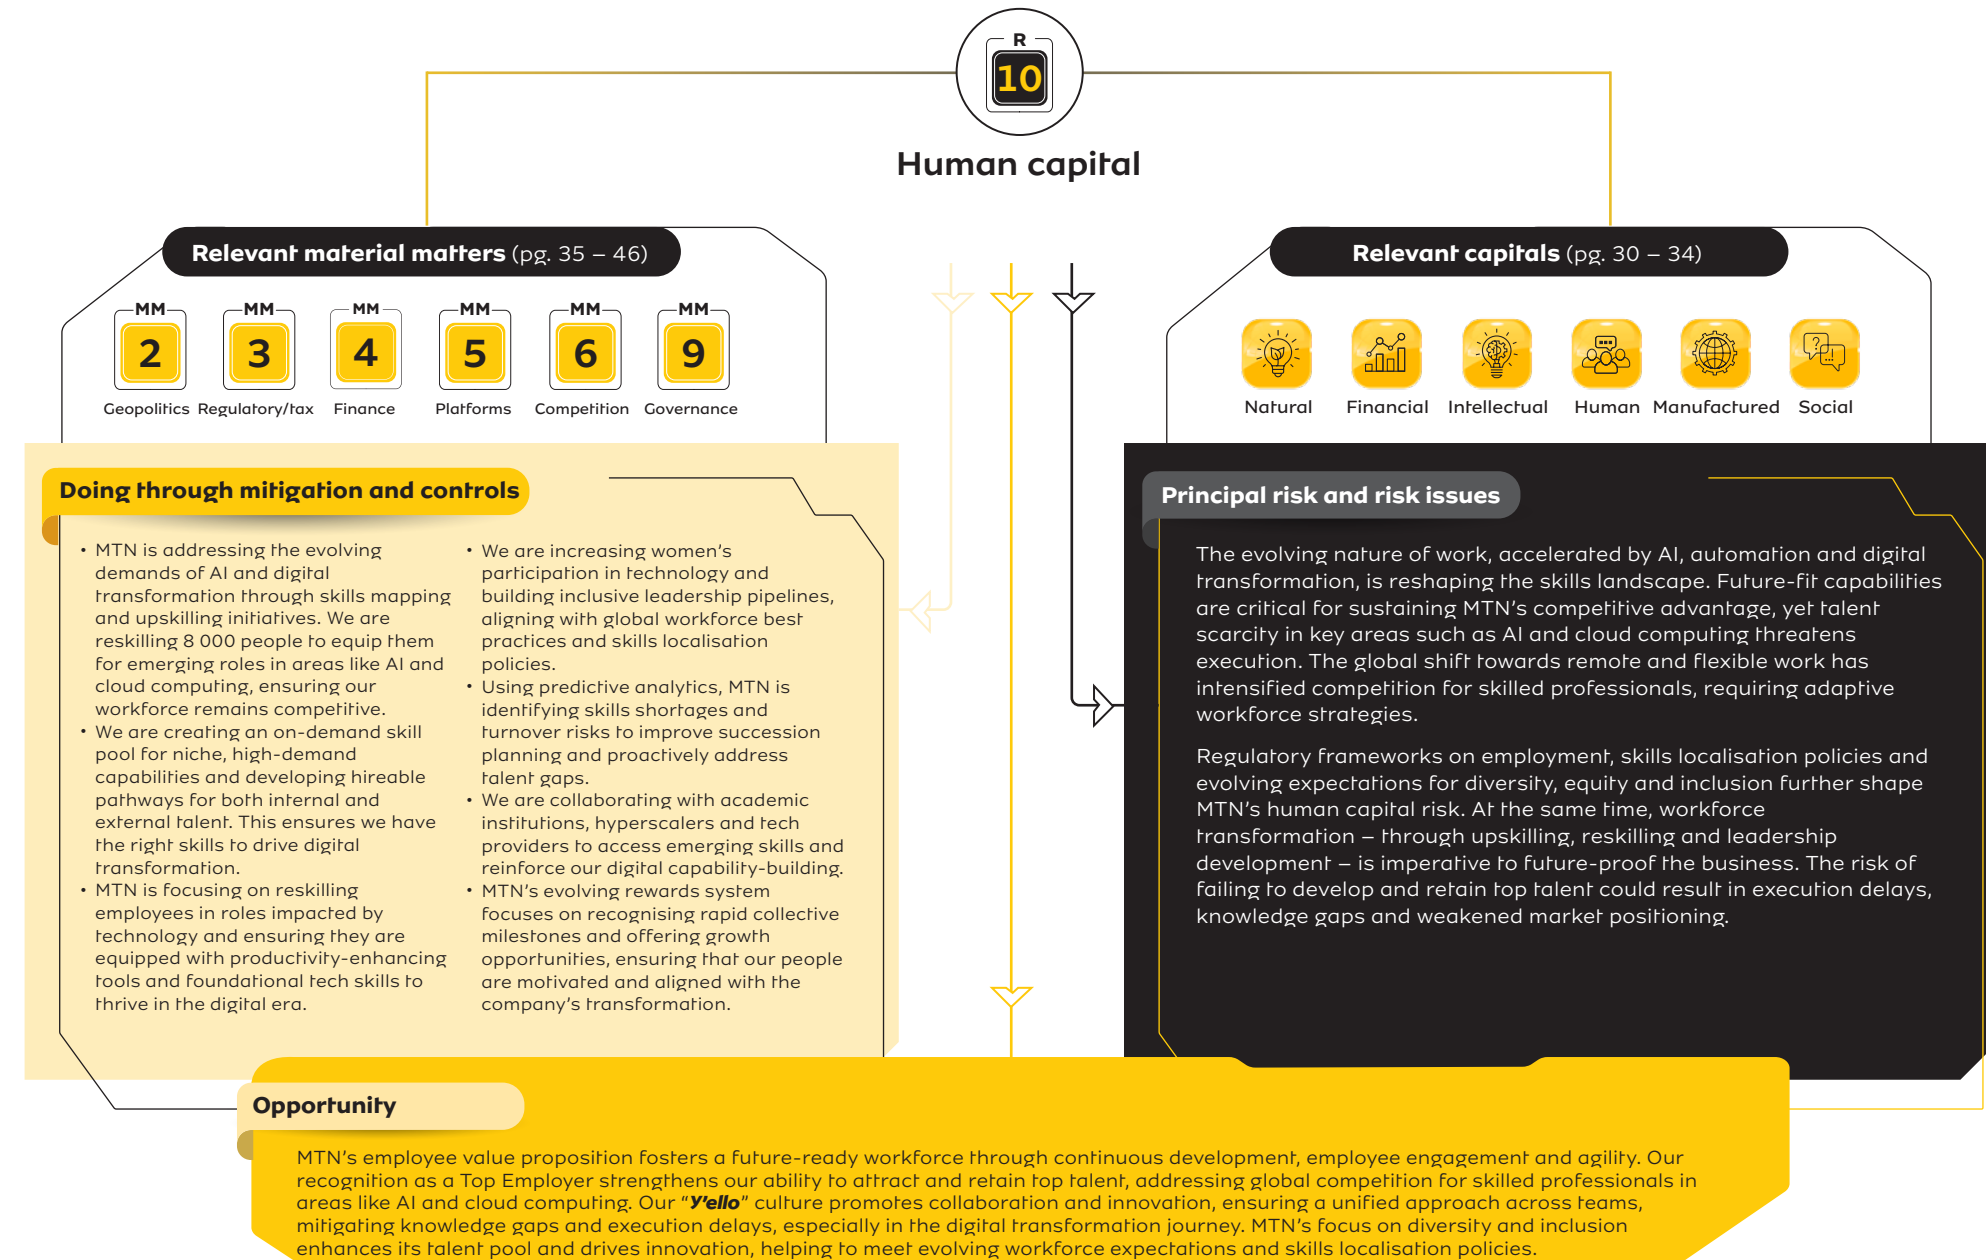 R
10
Human capital
Relevant material matters (pg. 35 – 46)
MM MM MM MM MM MM
2 3 4 5 6 9
Geopolitics Regulatory/tax Finance Platforms Competition Governance
Relevant capitals (pg. 30 – 34)
? !
Natural Financial Intellectual Human Manufactured Social
Doing through mitigation and controls
• MTN is addressing the evolving
demands of AI and digital
transformation through skills mapping
and upskilling initiatives. We are
reskilling 8 000 people to equip them
for emerging roles in areas like AI and
cloud computing, ensuring our
workforce remains competitive.
• We are creating an on-demand skill
pool for niche, high-demand
capabilities and developing hireable
pathways for both internal and
external talent. This ensures we have
the right skills to drive digital
transformation.
• MTN is focusing on reskilling
employees in roles impacted by
technology and ensuring they are
equipped with productivity-enhancing
tools and foundational tech skills to
thrive in the digital era.
• We are increasing women's
participation in technology and
building inclusive leadership pipelines,
aligning with global workforce best
practices and skills localisation
policies.
• Using predictive analytics, MTN is
identifying skills shortages and
turnover risks to improve succession
planning and proactively address
talent gaps.
• We are collaborating with academic
institutions, hyperscalers and tech
providers to access emerging skills and
reinforce our digital capability-building.
• MTN's evolving rewards system
focuses on recognising rapid collective
milestones and offering growth
opportunities, ensuring that our people
are motivated and aligned with the
company's transformation.
Principal risk and risk issues
The evolving nature of work, accelerated by AI, automation and digital
transformation, is reshaping the skills landscape. Future-fit capabilities
are critical for sustaining MTN's competitive advantage, yet talent
scarcity in key areas such as AI and cloud computing threatens
execution. The global shift towards remote and flexible work has
intensified competition for skilled professionals, requiring adaptive
workforce strategies.
Regulatory frameworks on employment, skills localisation policies and
evolving expectations for diversity, equity and inclusion further shape
MTN's human capital risk. At the same time, workforce
transformation – through upskilling, reskilling and leadership
development – is imperative to future-proof the business. The risk of
failing to develop and retain top talent could result in execution delays,
knowledge gaps and weakened market positioning.
Opportunity
MTN's employee value proposition fosters a future-ready workforce through continuous development, employee engagement and agility. Our
recognition as a Top Employer strengthens our ability to attract and retain top talent, addressing global competition for skilled professionals in
areas like AI and cloud computing. Our "Y'ello" culture promotes collaboration and innovation, ensuring a unified approach across teams,
mitigating knowledge gaps and execution delays, especially in the digital transformation journey. MTN's focus on diversity and inclusion
enhances its talent pool and drives innovation, helping to meet evolving workforce expectations and skills localisation policies.